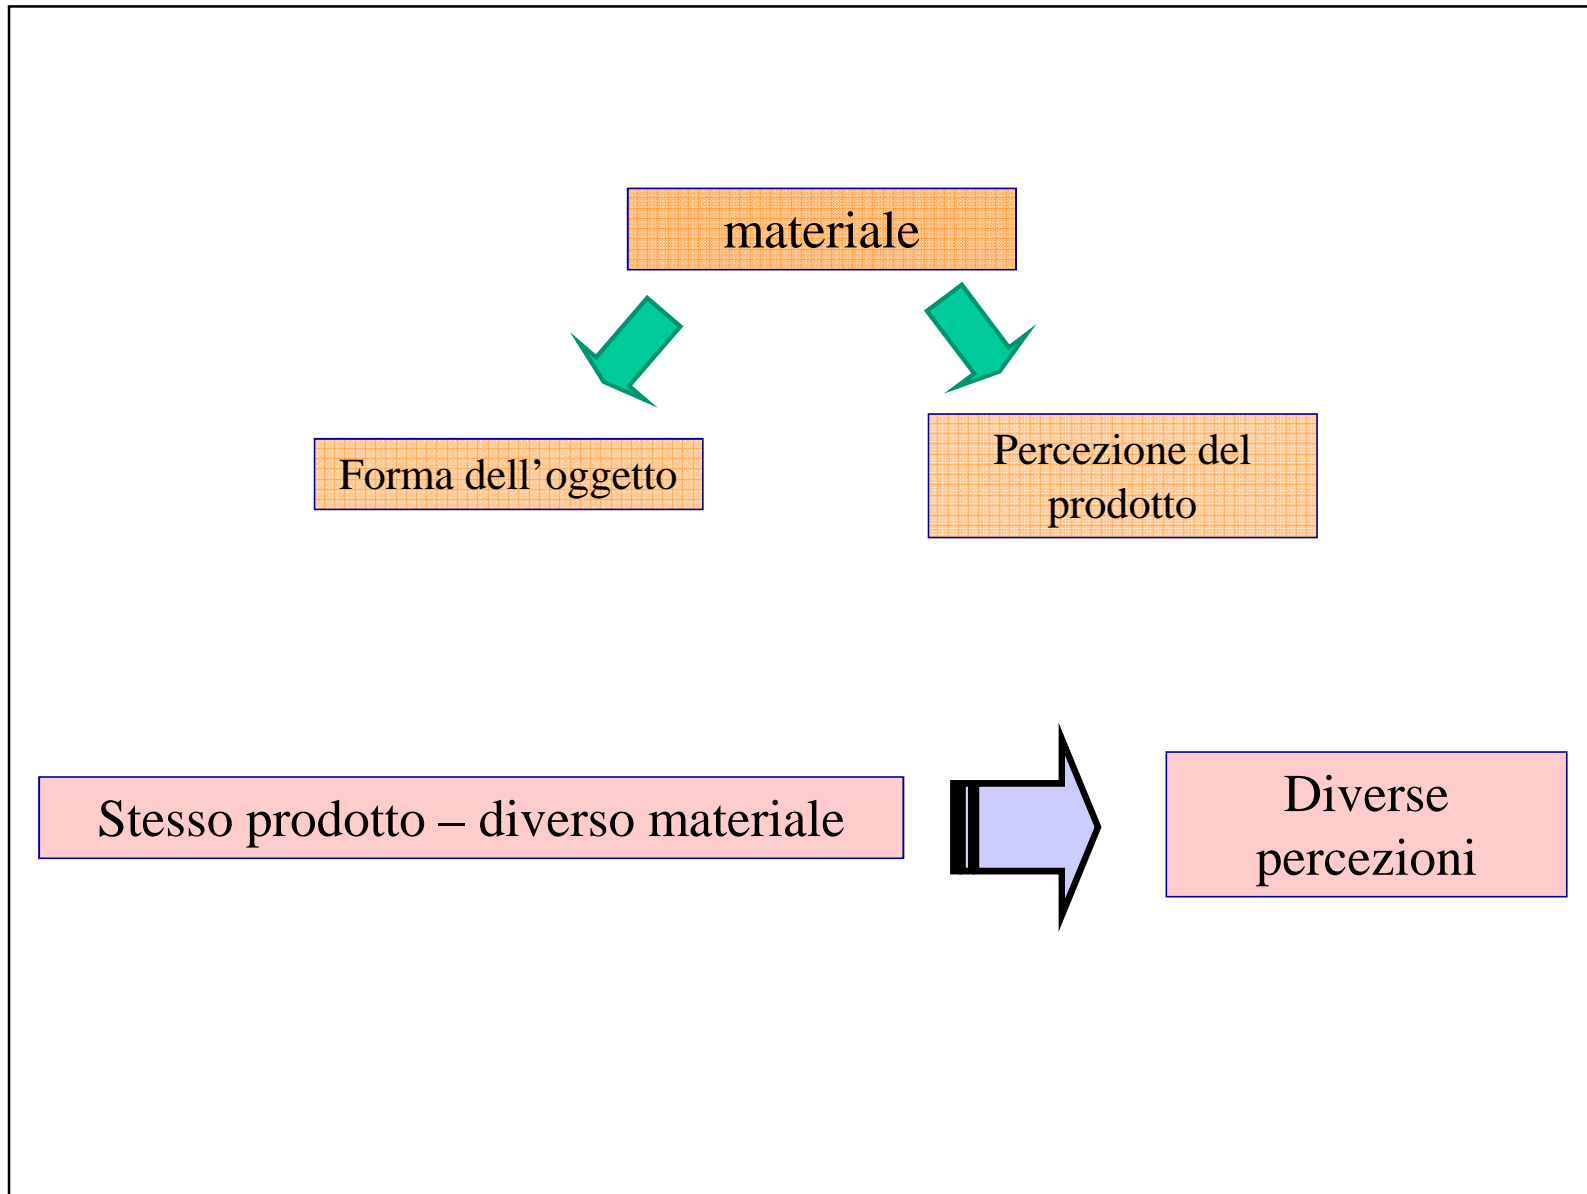 materiale
Forma dell’oggetto
Percezione del
prodotto
Stesso prodotto – diverso materiale
Diverse
percezioni